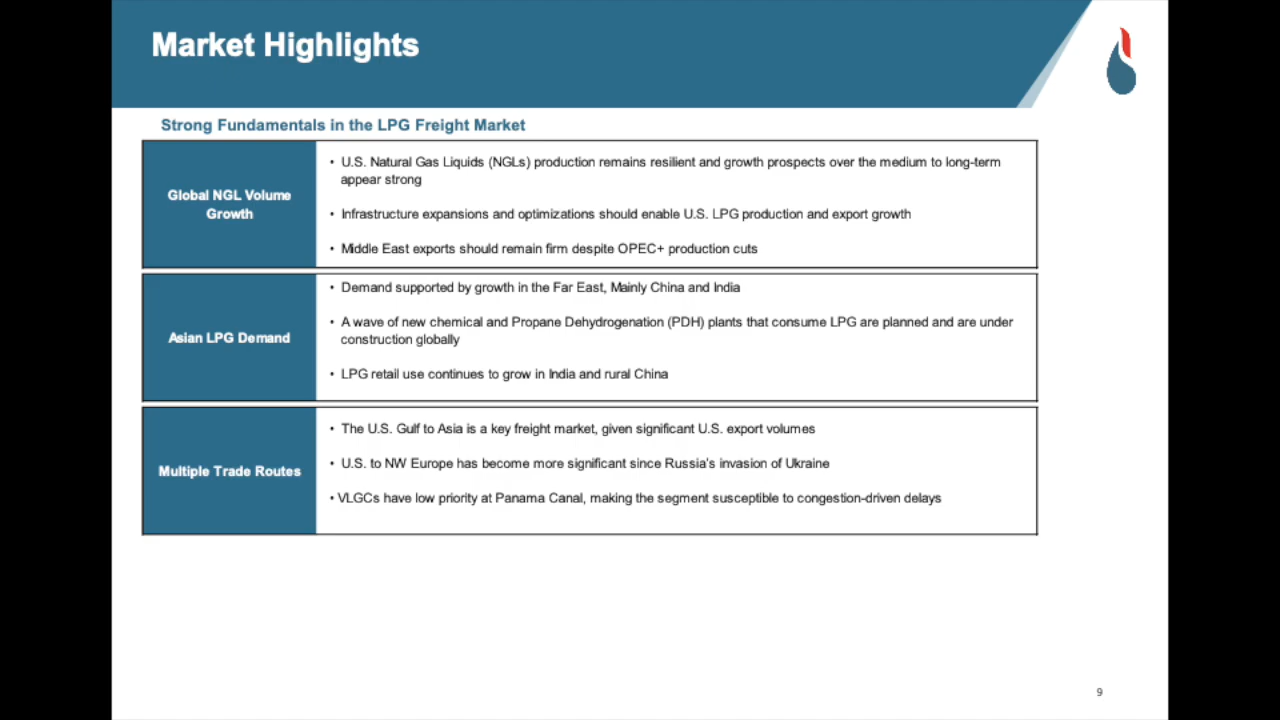 Market Highlights
Strong Fundamentals in the LPG Freight Market
Global NGL Volume
Growth
• U.S. Natural Gas Liquids (NGLs) production remains resilient and growth prospects over the medium to long-term
appear strong
• Infrastructure expansions and optimizations should enable U.S. LPG production and export growth
• Middle East exports should remain firm despite OPEC+ production cuts
Asian LPG Demand
• Demand supported by growth in the Far East, Mainly China and India
• A wave of new chemical and Propane Dehydrogenation (PDH) plants that consume LPG are planned and are under
construction globally
• LPG retail use continues to grow in India and rural China
Multiple Trade Routes
• The U.S. Gulf to Asia is a key freight market, given significant U.S. export volumes
• U.S. to NW Europe has become more significant since Russia's invasion of Ukraine
• VLGCs have low priority at Panama Canal, making the segment susceptible to congestion-driven delays
9